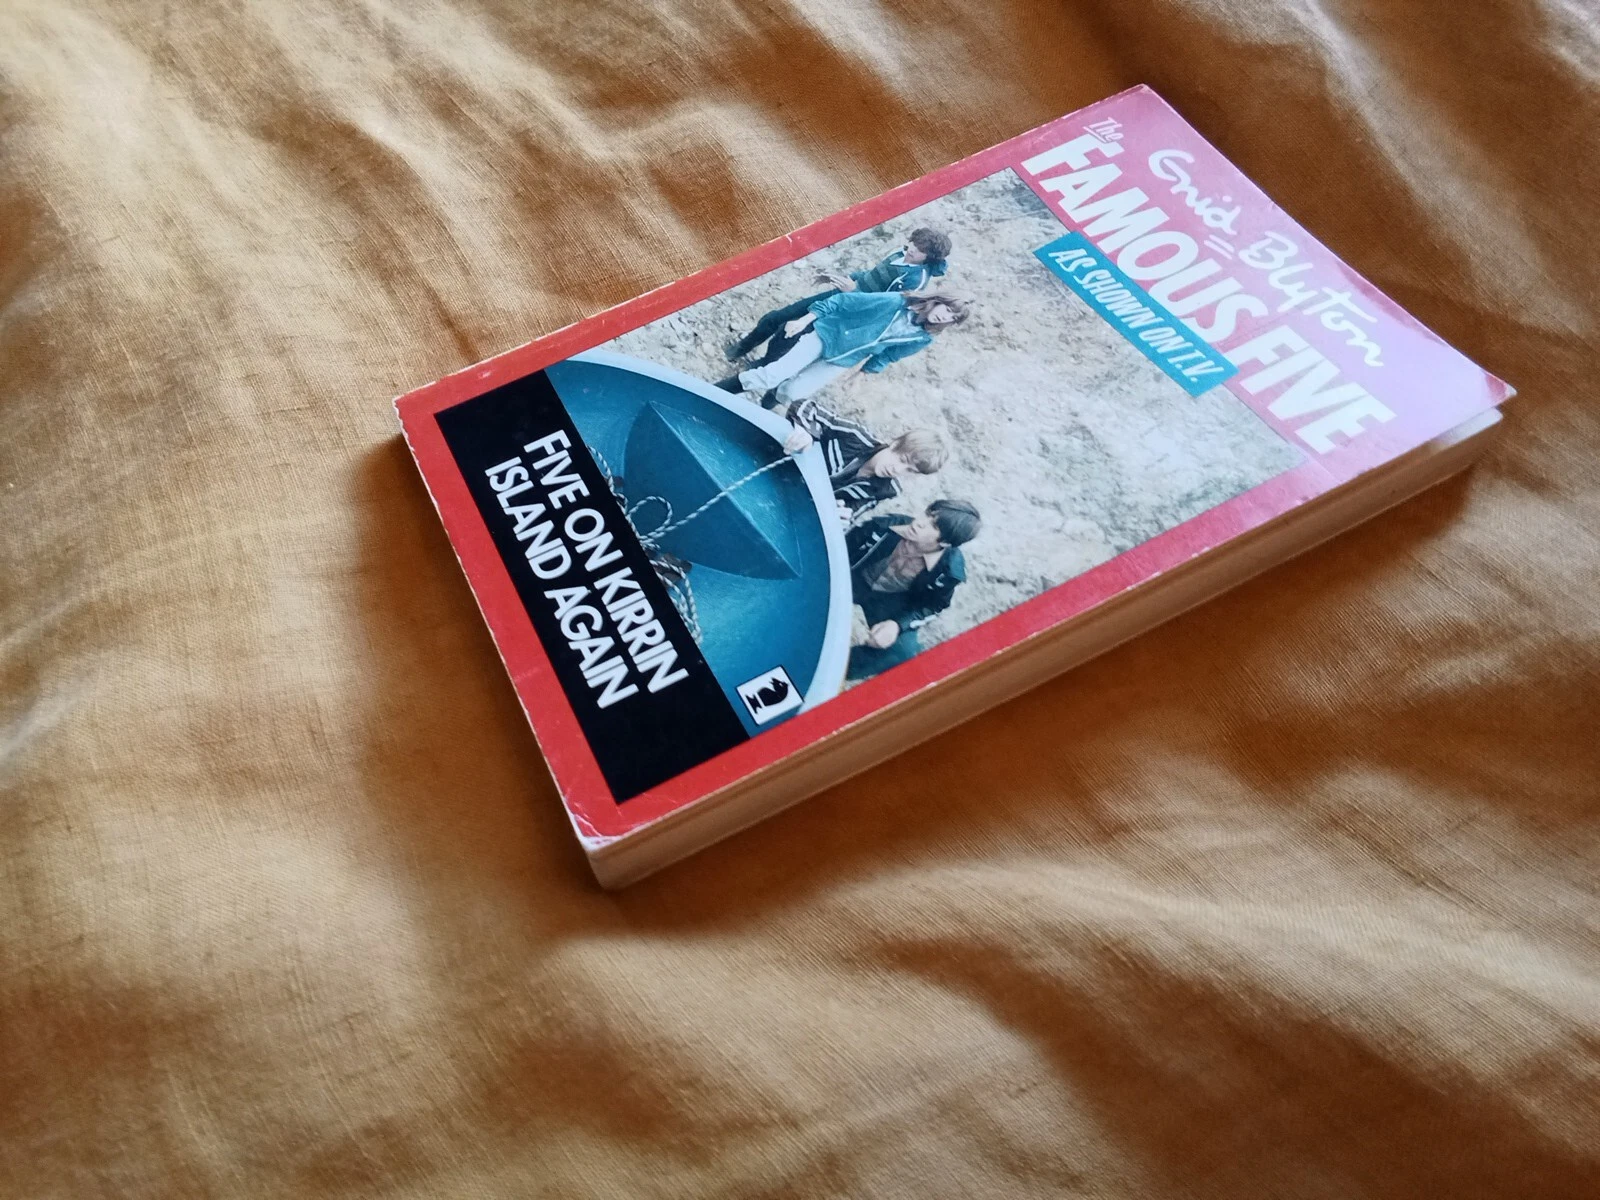 Enid Blyton
The
FAMOUS FIVE
AS SHOWN ON T.V.
FIVE ON KIRRIN
ISLAND AGAIN